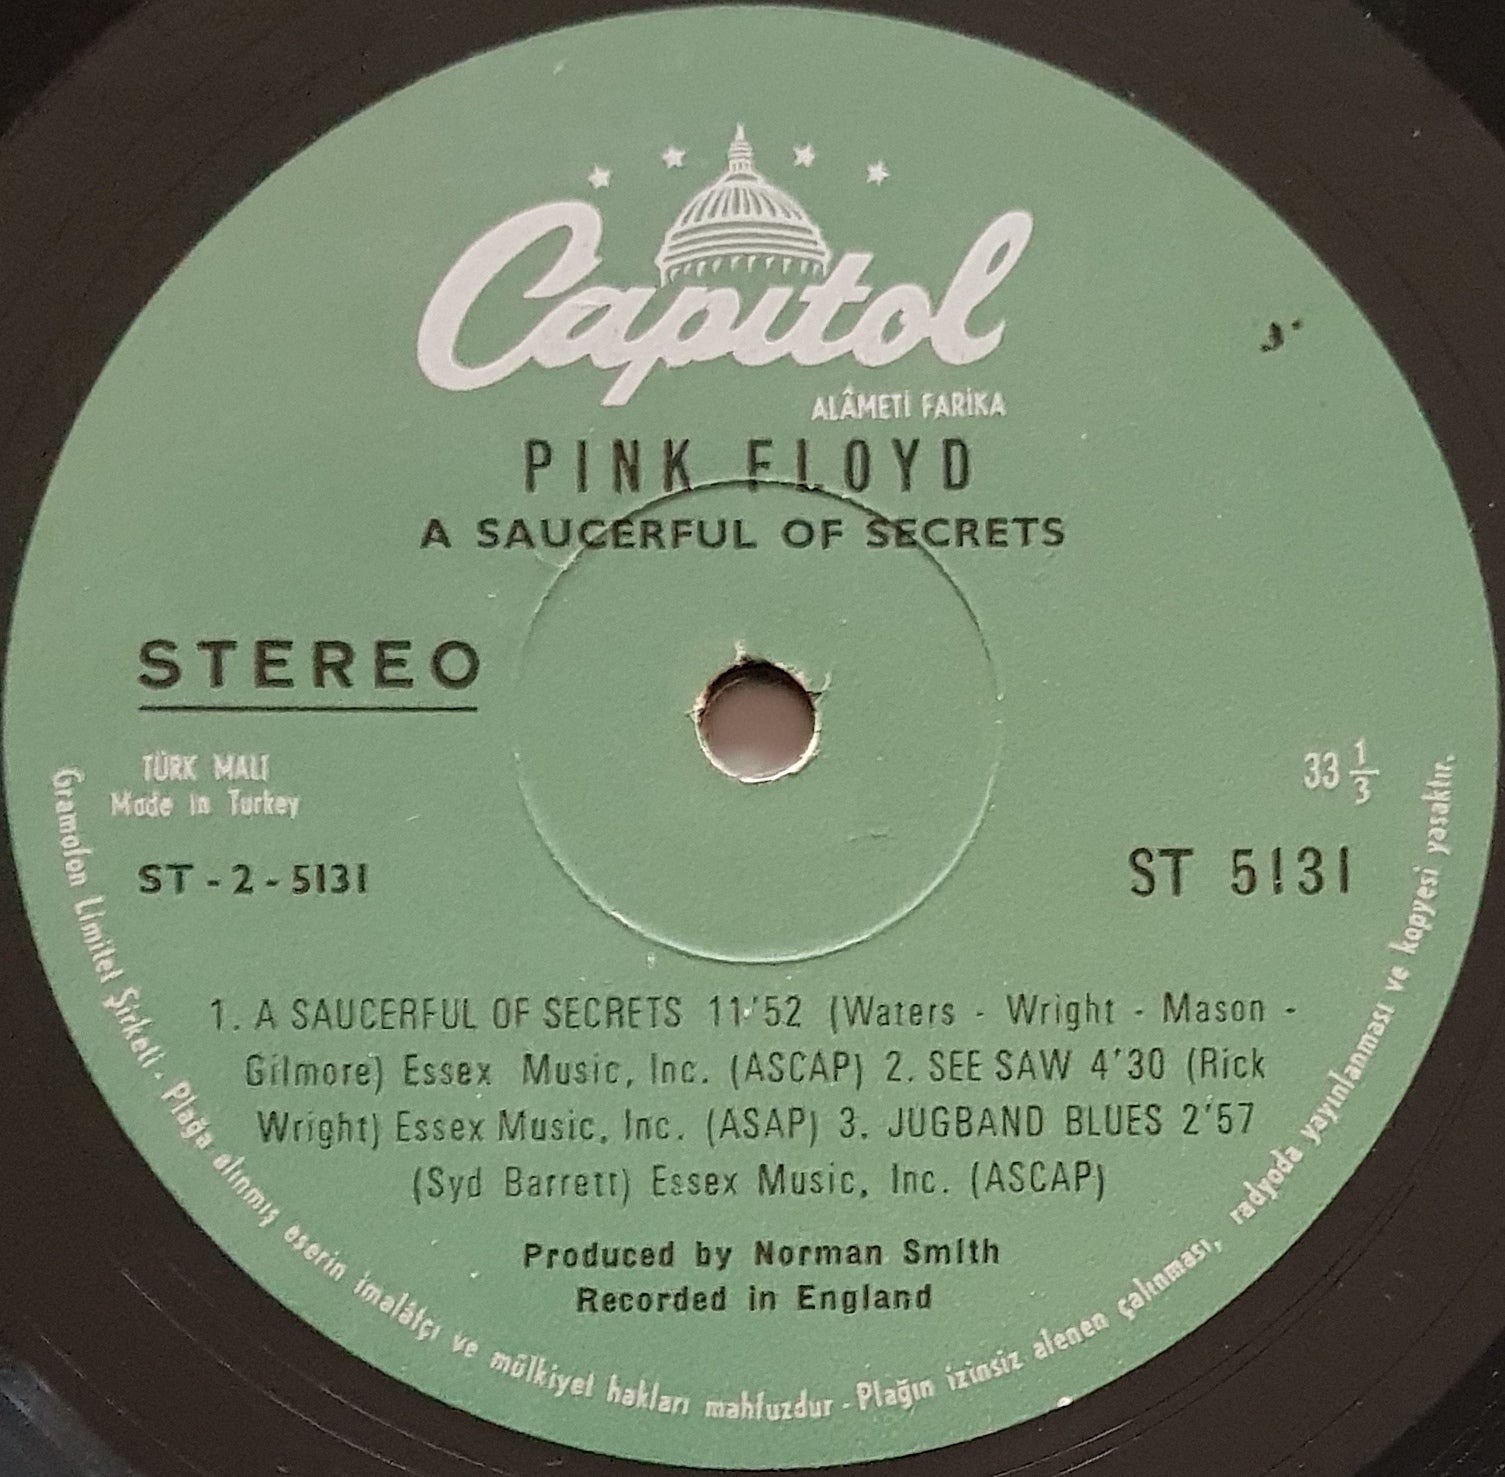 Capitol
ALÂMETİ FARİKA
PINK FLOYD
A SAUCERFUL OF SECRETS
STEREO
TÜRK MALI
Made in Turkey
33 1/3
ST-2-5131
ST 5131
1. A SAUCERFUL OF SECRETS 11'52 (Waters - Wright - Mason -
Gilmore) Essex Music, Inc. (ASCAP) 2. SEE SAW 4'30 (Rick
Wright) Essex Music, Inc. (ASAP) 3. JUGBAND BLUES 2'57
(Syd Barrett) Essex Music, Inc. (ASCAP)
Produced by Norman Smith
Recorded in England
Gramofon Limitet Şirketi - Plağa alınmış eserin imalâtçı ve mülkiyet hakları mahfuzdur - Plağın izinsiz alenen çalınması, radyoda yayınlanması ve kopyesi yasaktır.